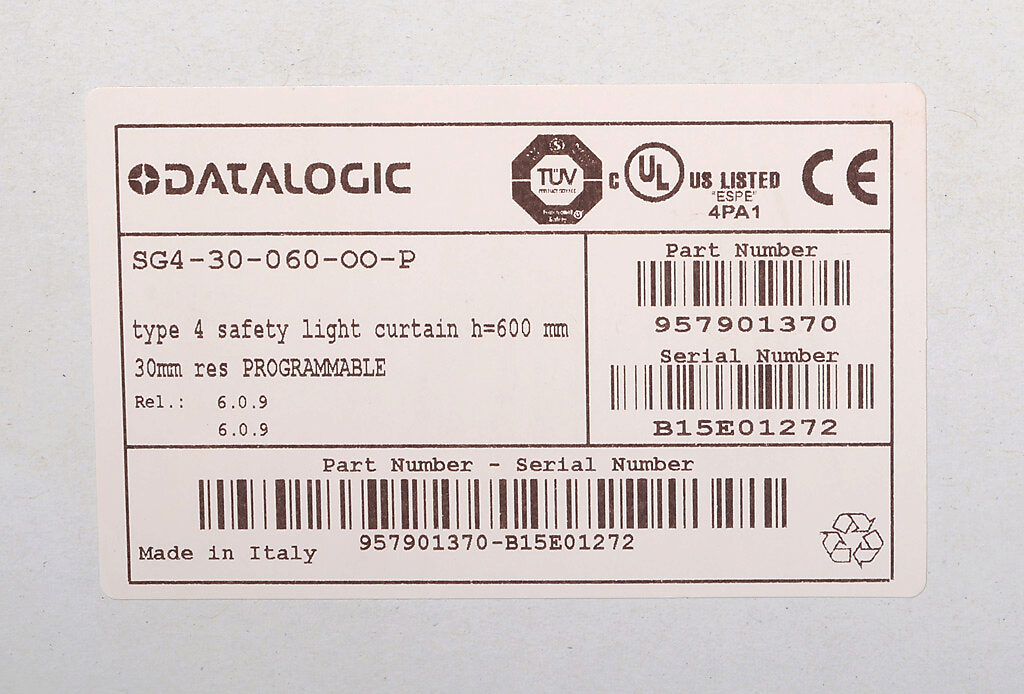 DATALOGIC
TÜV
C UL US LISTED
"ESPE"
4PA1
CE
SG4-30-060-OO-P
type 4 safety light curtain h=600 mm
30mm res PROGRAMMABLE
Rel.: 6.0.9
6.0.9
Part Number
957901370
Serial Number
B15E01272
Part Number - Serial Number
957901370-B15E01272
Made in Italy